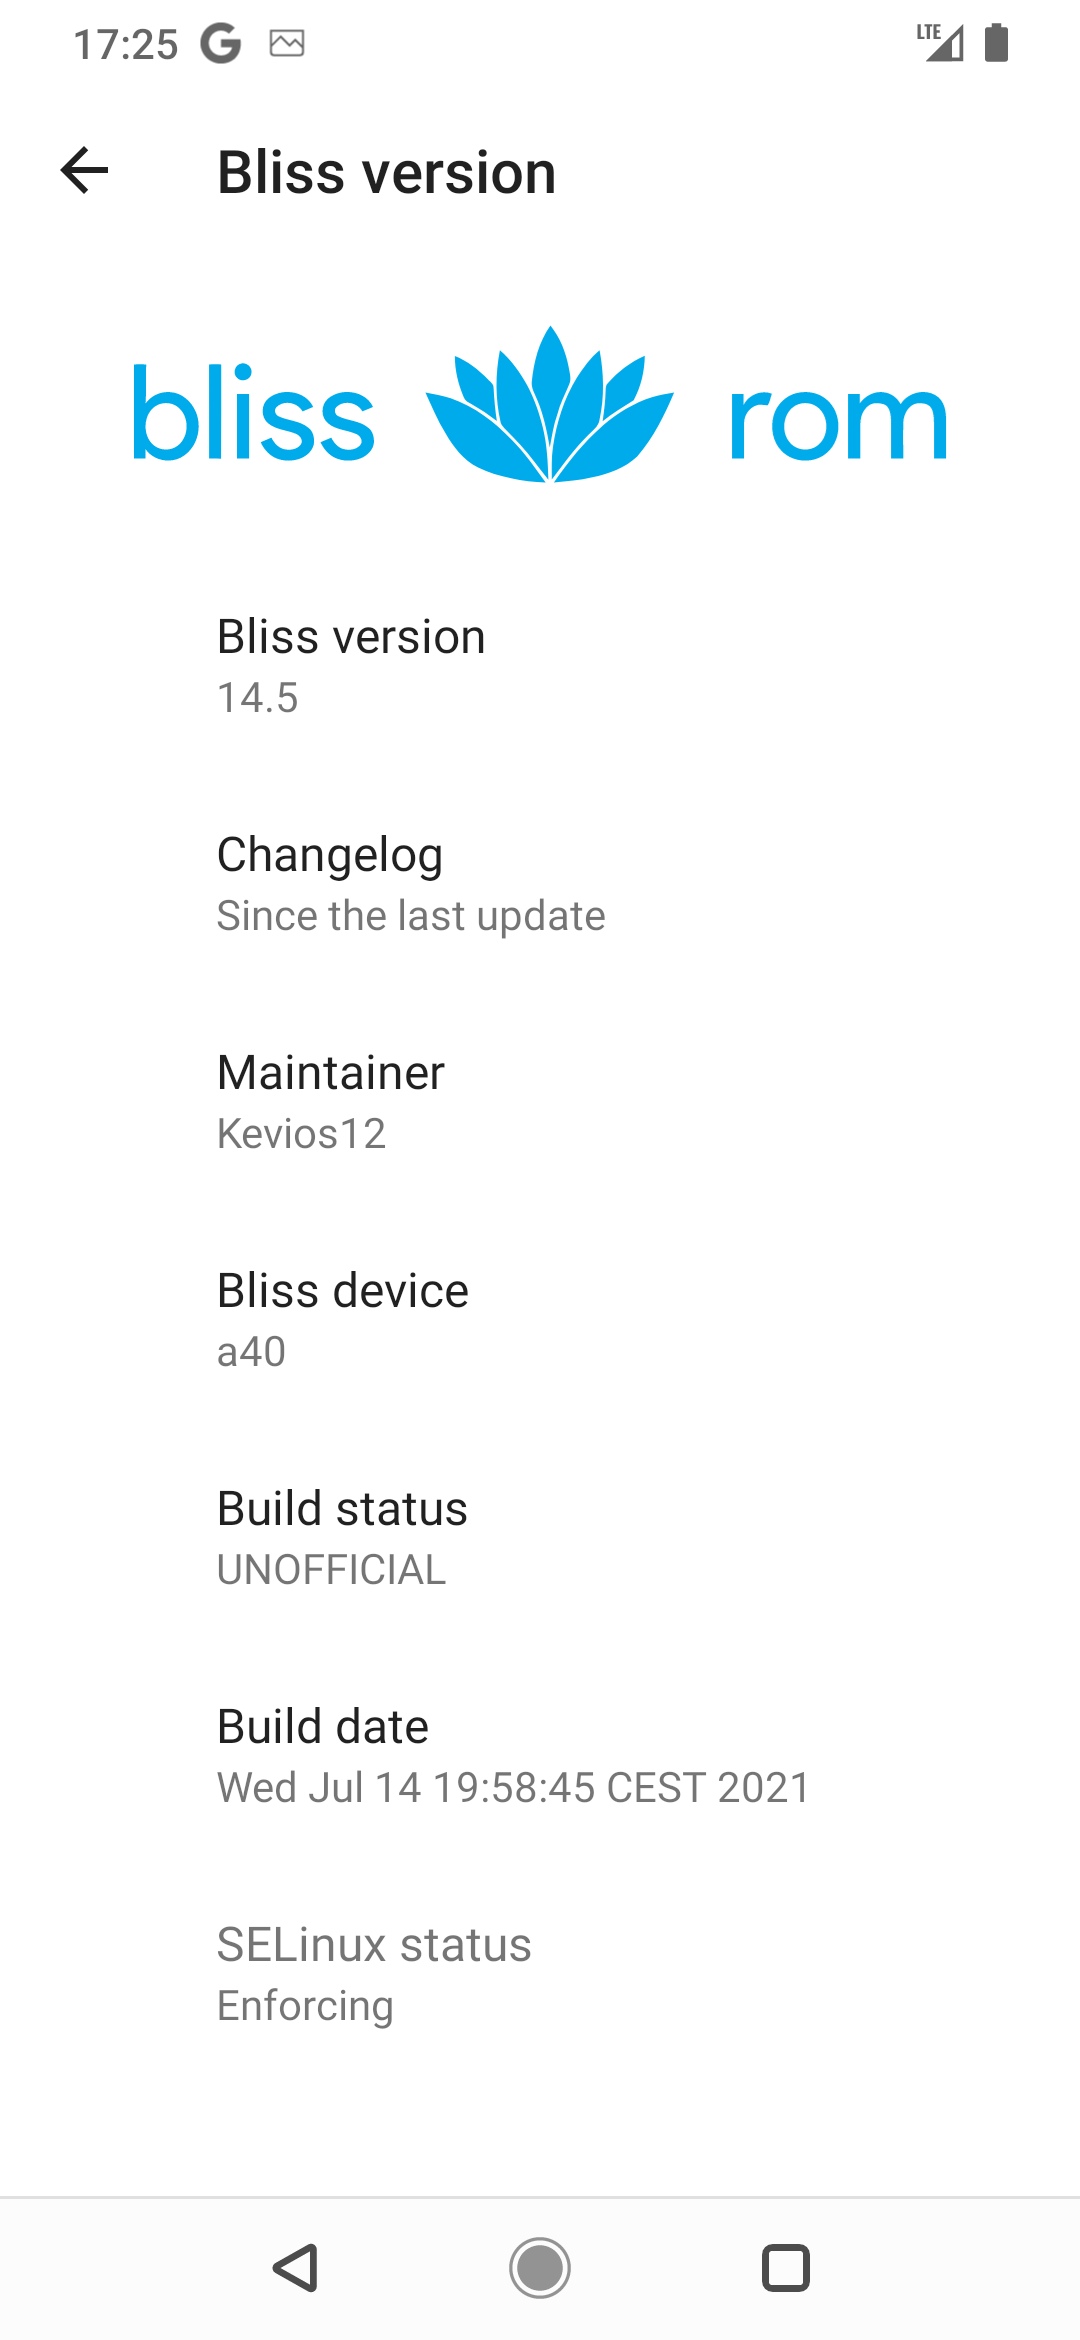 17:25 G LTE
Bliss version
bliss rom
Bliss version
14.5
Changelog
Since the last update
Maintainer
Kevios12
Bliss device
a40
Build status
UNOFFICIAL
Build date
Wed Jul 14 19:58:45 CEST 2021
SELinux status
Enforcing